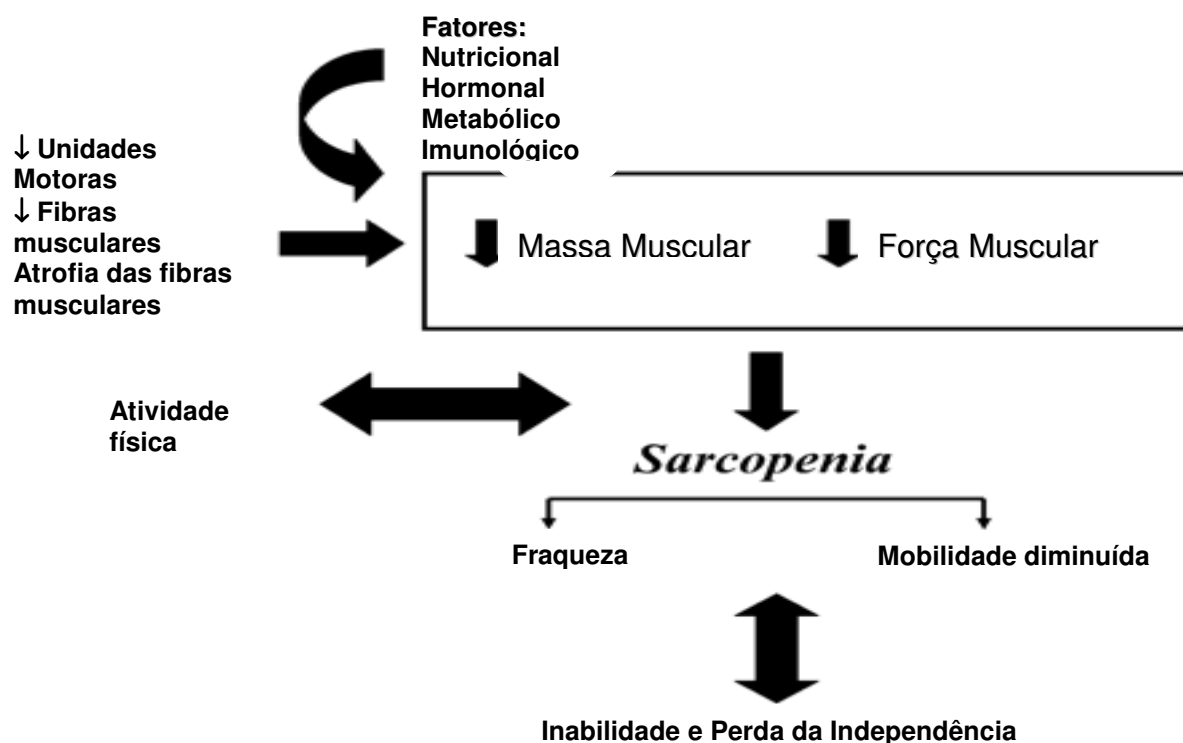 Fatores:
Nutricional
Hormonal
Metabólico
Imunológico
↓ Unidades
Motoras
↓ Fibras
musculares
Atrofia das fibras
musculares
Massa Muscular
Força Muscular
Atividade
física
Sarcopenia
Fraqueza
Mobilidade diminuída
Inabilidade e Perda da Independência